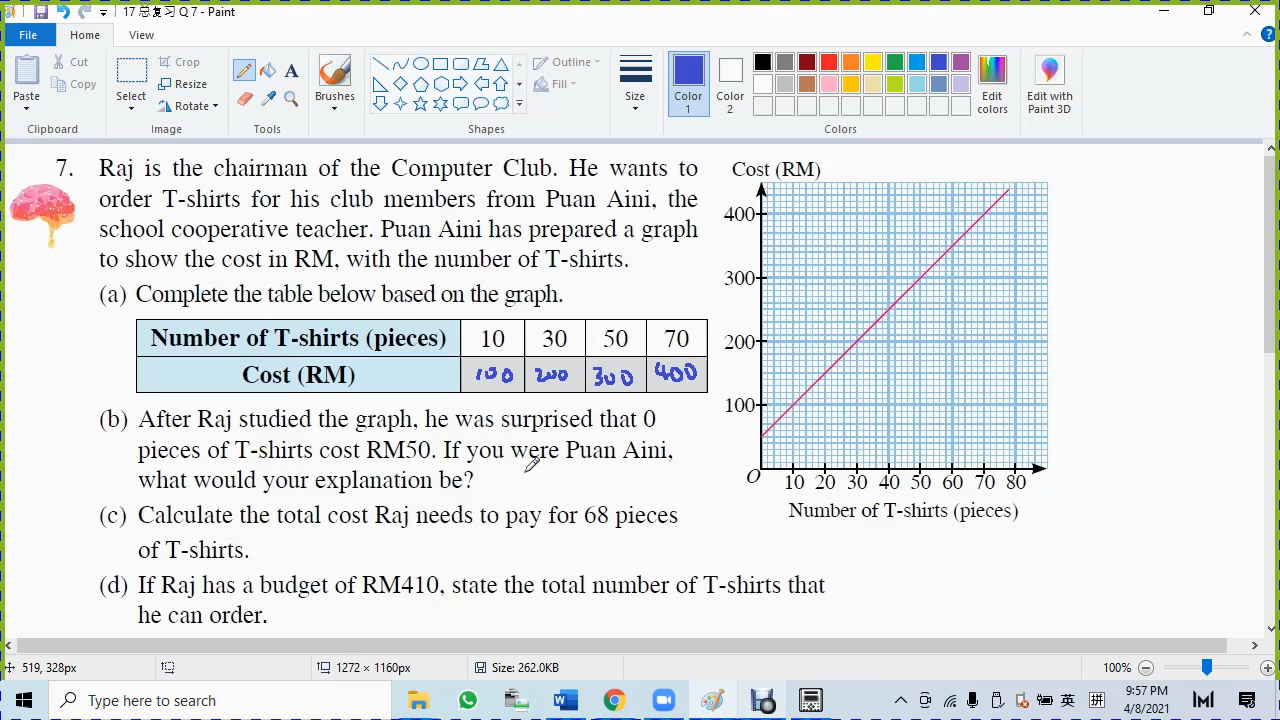 17 总复习 Q 7 - Paint
File
Home
View
Paste
Cut
Copy
Clipboard
Select
Crop
Resize
Rotate
Image
A
Tools
Brushes
Shapes
Outline
Fill
Size
Color 1
Color 2
Edit colors
Colors
Edit with Paint 3D
7. Raj is the chairman of the Computer Club. He wants to
order T-shirts for his club members from Puan Aini, the
school cooperative teacher. Puan Aini has prepared a graph
to show the cost in RM, with the number of T-shirts.
(a) Complete the table below based on the graph.
Number of T-shirts (pieces) 10 30 50 70
Cost (RM) 100 200 300 400
(b) After Raj studied the graph, he was surprised that 0
pieces of T-shirts cost RM50. If you were Puan Aini,
what would your explanation be?
(c) Calculate the total cost Raj needs to pay for 68 pieces
of T-shirts.
(d) If Raj has a budget of RM410, state the total number of T-shirts that
he can order.
Cost (RM)
400
300
200
100
O 10 20 30 40 50 60 70 80
Number of T-shirts (pieces)
519, 328px
1272 × 1160px
Size: 262.0KB
100%
Type here to search
英
拼
9:57 PM
4/8/2021